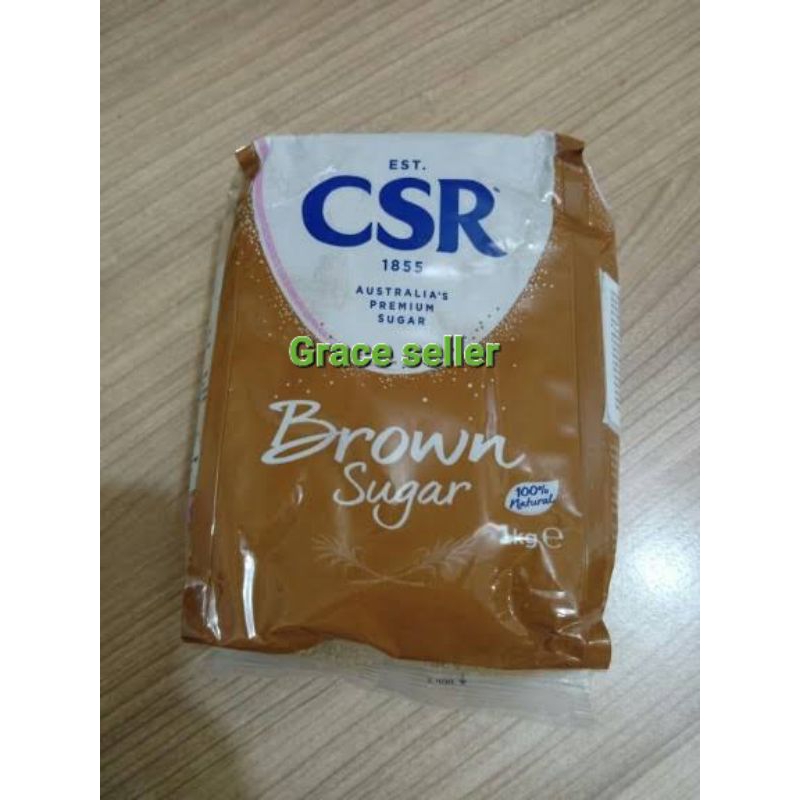 EST.
CSR
1855
AUSTRALIA'S
PREMIUM
SUGAR
Grace seller
Brown
Sugar
100%
Natural
1kg e